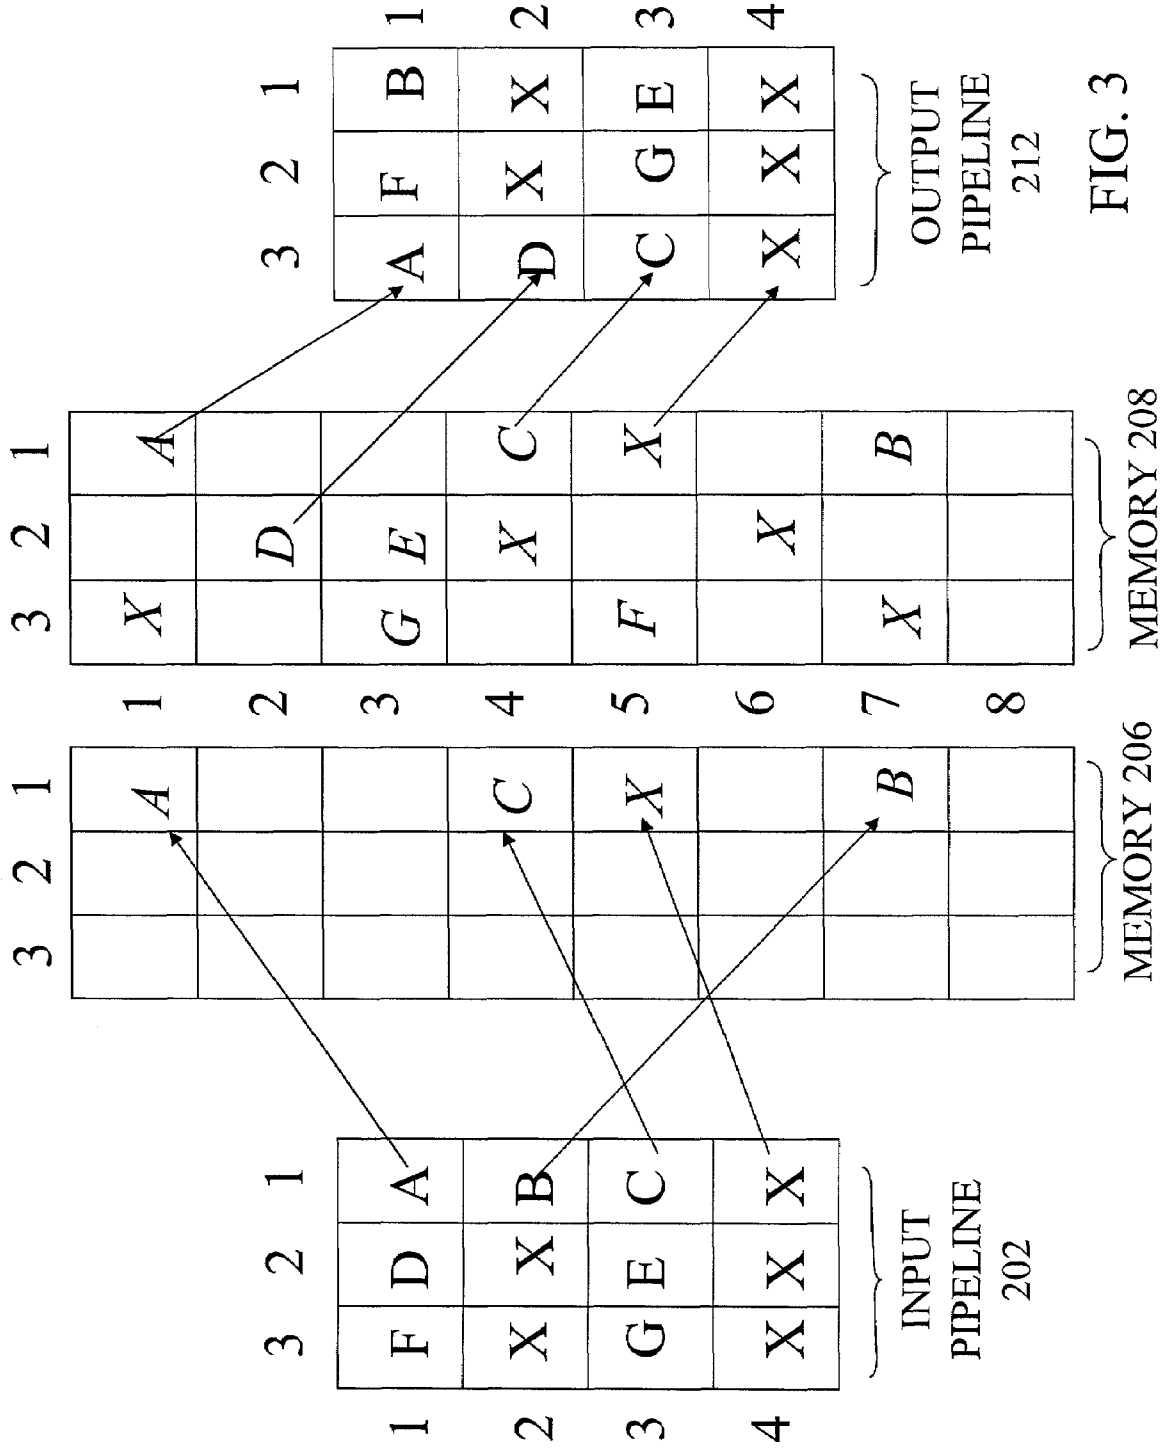 3 2 1
1 F D A
2 X X B
3 G E C
4 X X X
INPUT
PIPELINE
202
3 2 1
A
C
X
B
MEMORY 206
3 2 1
1 X A
2 D
3 G E
4 X C
5 F X
6 X
7 X B
8
MEMORY 208
3 2 1
A F B 1
D X X 2
C G E 3
X X X 4
OUTPUT
PIPELINE
212
FIG. 3